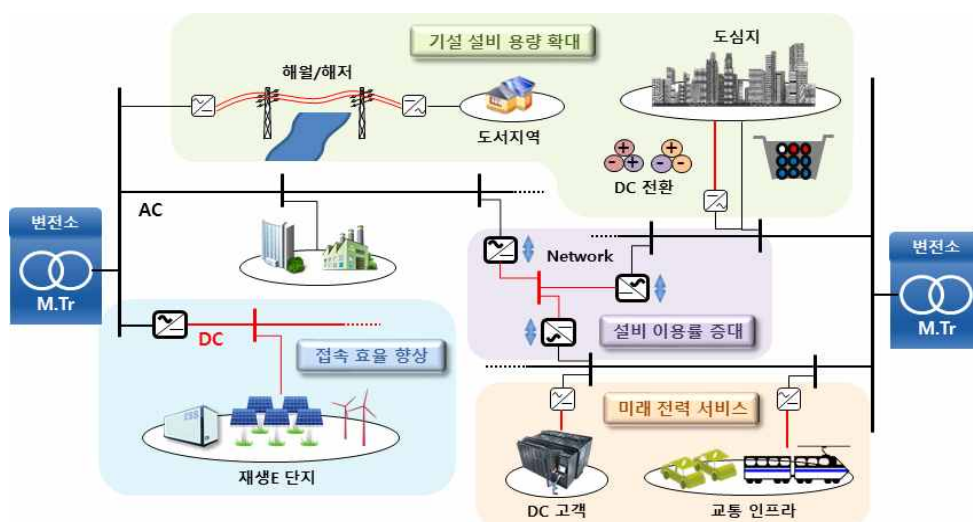 기설 설비 용량 확대
도심지
해월/해저
도서지역
DC 전환
변전소
M.Tr
AC
Network
변전소
M.Tr
DC
설비 이용률 증대
접속 효율 향상
미래 전력 서비스
ESS
재생E 단지
DC 고객
교통 인프라